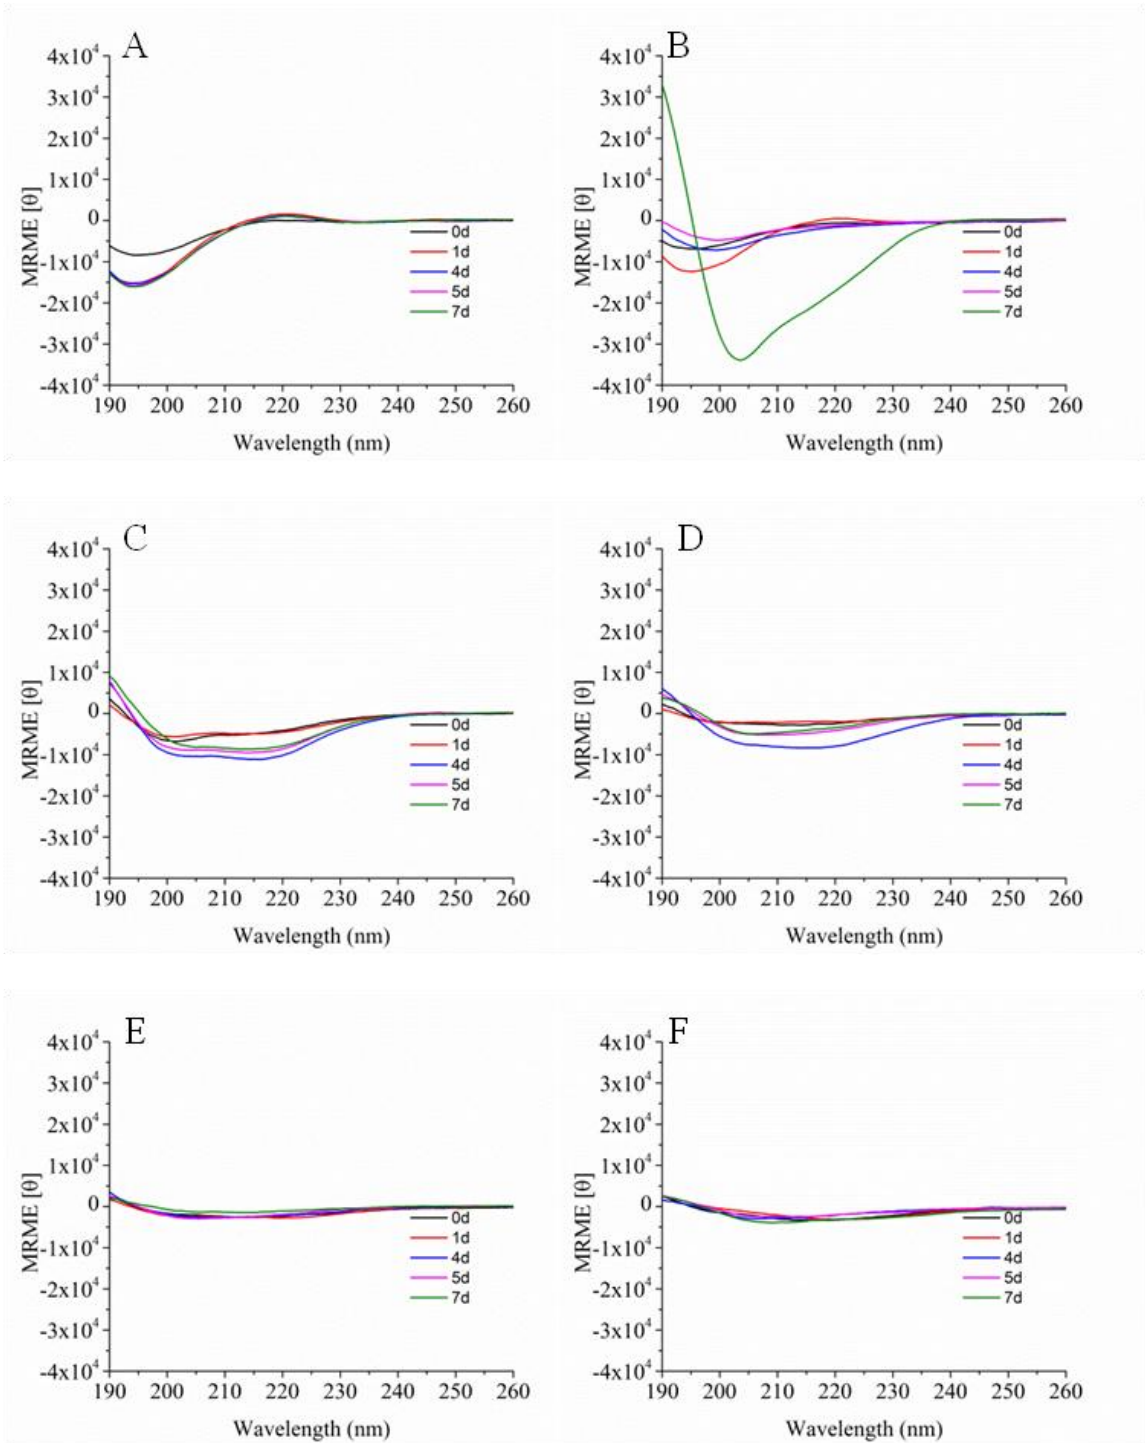 A
4x10⁴
3x10⁴
2x10⁴
1x10⁴
0
-1x10⁴
-2x10⁴
-3x10⁴
-4x10⁴
MRME [θ]
0d
1d
4d
5d
7d
190 200 210 220 230 240 250 260
Wavelength (nm)
B
4x10⁴
3x10⁴
2x10⁴
1x10⁴
0
-1x10⁴
-2x10⁴
-3x10⁴
-4x10⁴
MRME [θ]
0d
1d
4d
5d
7d
190 200 210 220 230 240 250 260
Wavelength (nm)
C
4x10⁴
3x10⁴
2x10⁴
1x10⁴
0
-1x10⁴
-2x10⁴
-3x10⁴
-4x10⁴
MRME [θ]
0d
1d
4d
5d
7d
190 200 210 220 230 240 250 260
Wavelength (nm)
D
4x10⁴
3x10⁴
2x10⁴
1x10⁴
0
-1x10⁴
-2x10⁴
-3x10⁴
-4x10⁴
MRME [θ]
0d
1d
4d
5d
7d
190 200 210 220 230 240 250 260
Wavelength (nm)
E
4x10⁴
3x10⁴
2x10⁴
1x10⁴
0
-1x10⁴
-2x10⁴
-3x10⁴
-4x10⁴
MRME [θ]
0d
1d
4d
5d
7d
190 200 210 220 230 240 250 260
Wavelength (nm)
F
4x10⁴
3x10⁴
2x10⁴
1x10⁴
0
-1x10⁴
-2x10⁴
-3x10⁴
-4x10⁴
MRME [θ]
0d
1d
4d
5d
7d
190 200 210 220 230 240 250 260
Wavelength (nm)